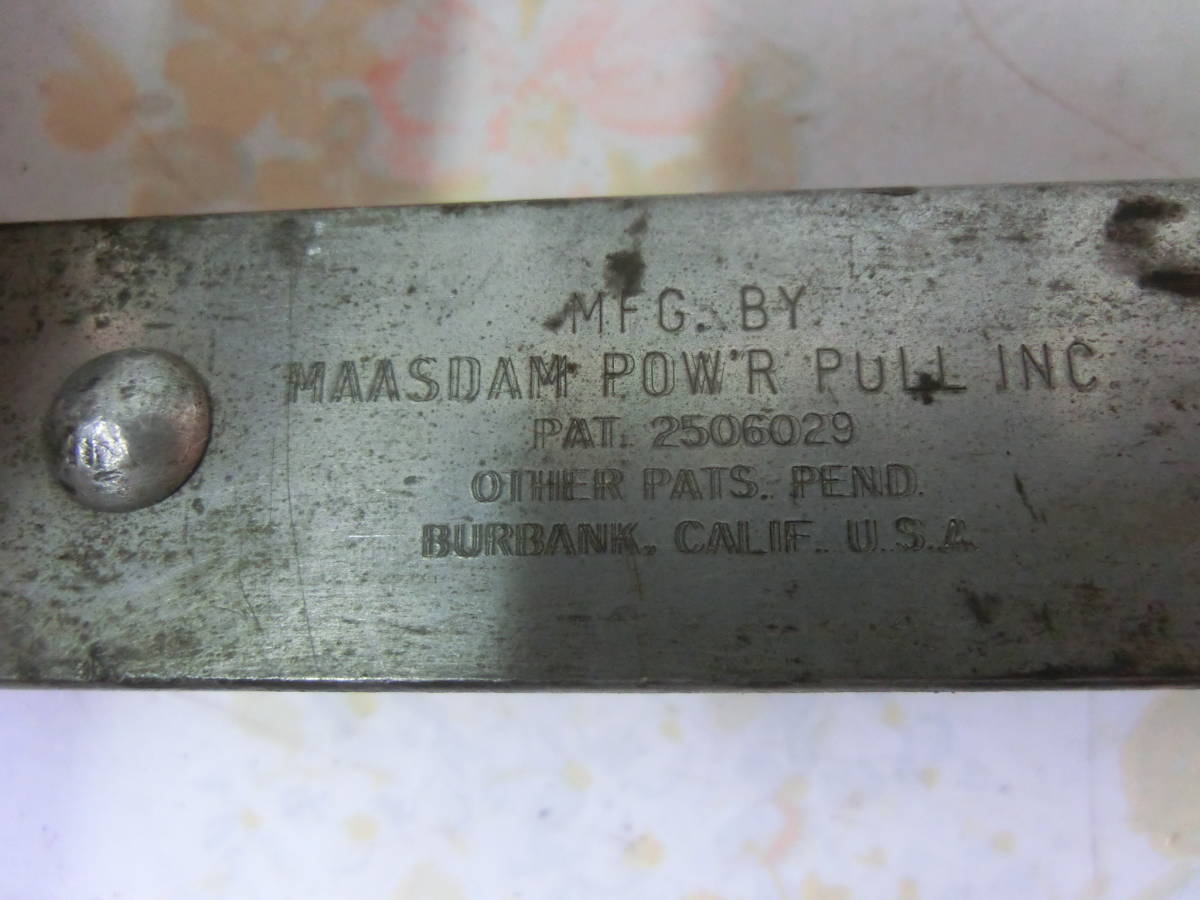 MFG. BY
MAASDAM POW'R PULL INC.
PAT. 2506029
OTHER PATS. PEND.
BURBANK, CALIF. U.S.A.